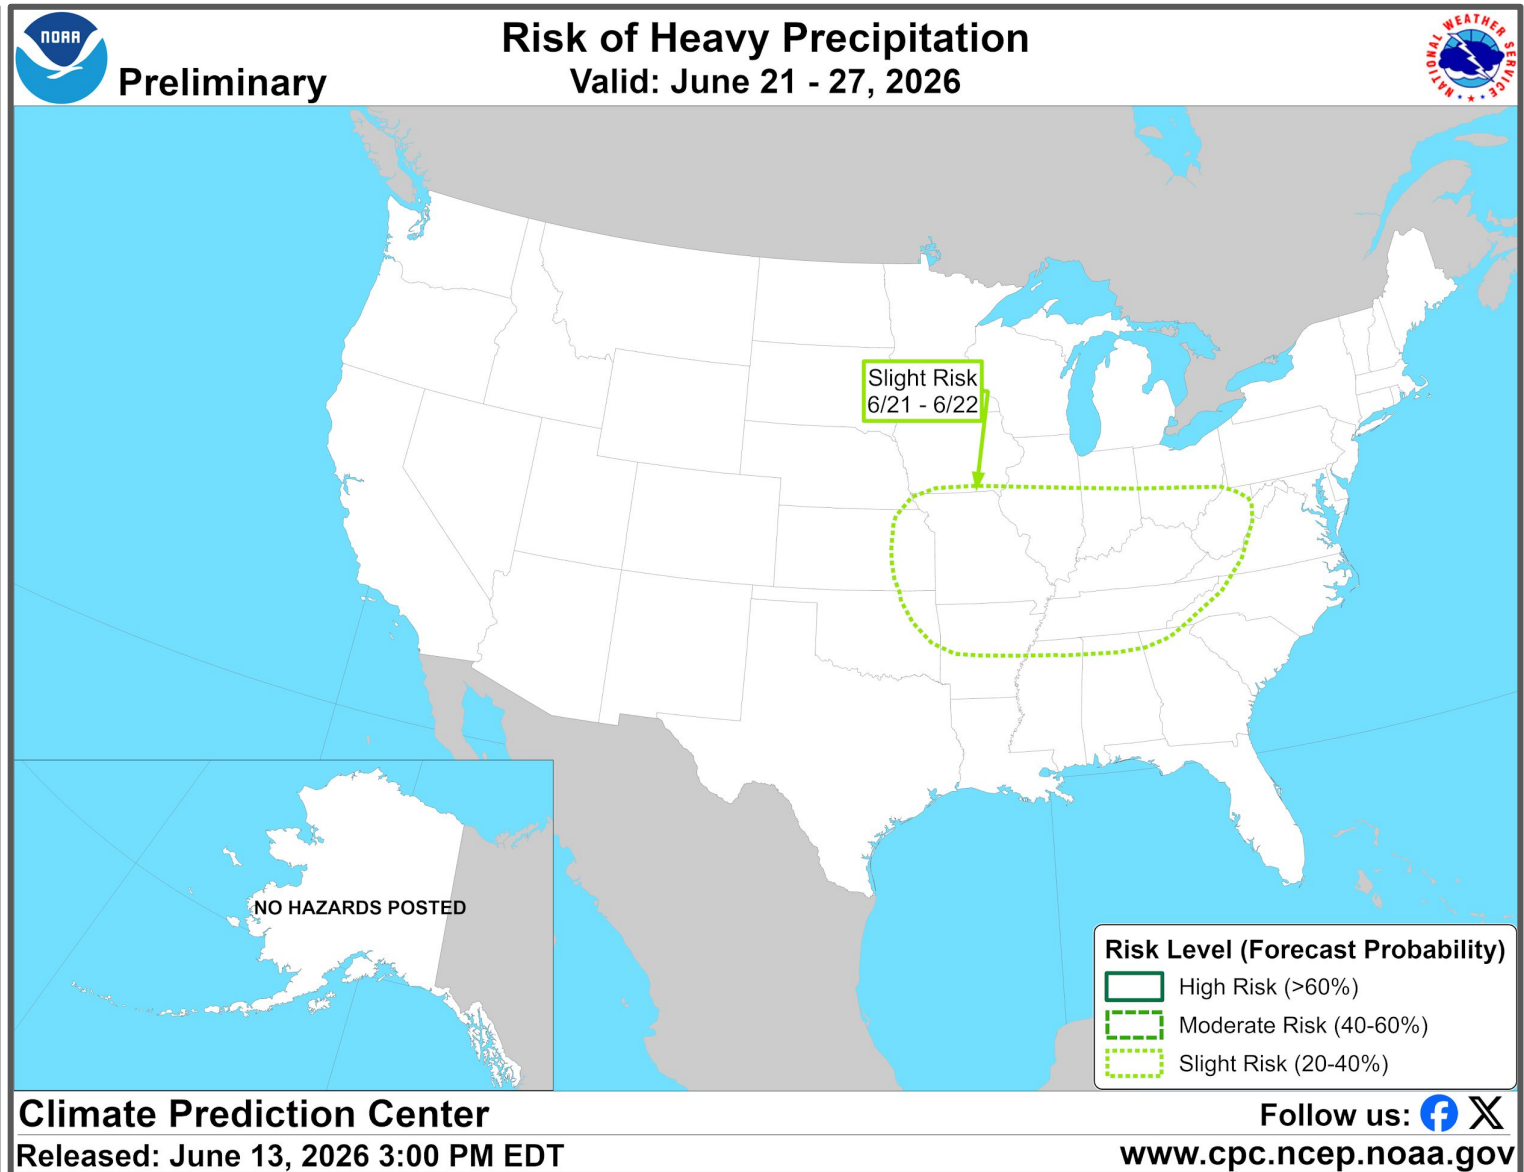 NOAA
Preliminary
Risk of Heavy Precipitation
Valid: June 21 - 27, 2026
NATIONAL WEATHER SERVICE
Slight Risk
6/21 - 6/22
NO HAZARDS POSTED
Risk Level (Forecast Probability)
High Risk (>60%)
Moderate Risk (40-60%)
Slight Risk (20-40%)
Climate Prediction Center
Follow us:
Released: June 13, 2026 3:00 PM EDT
www.cpc.ncep.noaa.gov